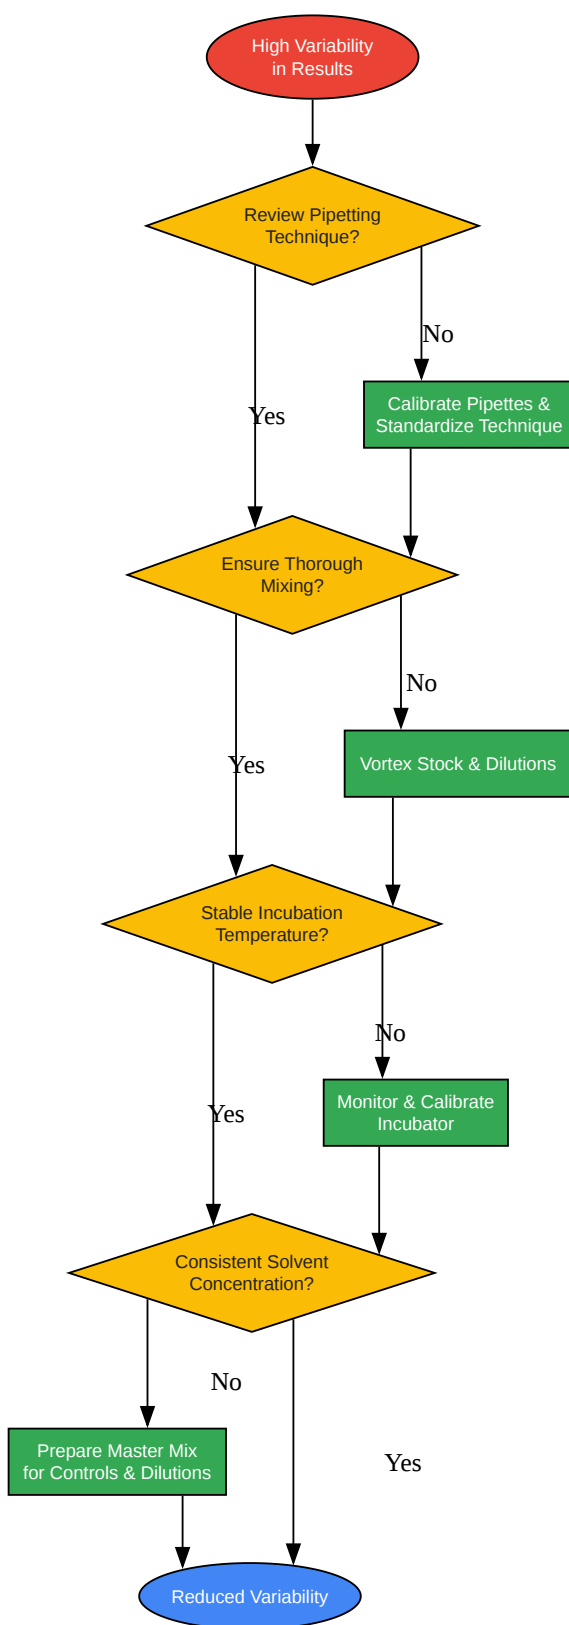 High Variability
in Results
Review Pipetting
Technique?
No
Calibrate Pipettes &
Standardize Technique
Yes
Ensure Thorough
Mixing?
No
Yes
Vortex Stock & Dilutions
Stable Incubation
Temperature?
No
Monitor & Calibrate
Incubator
Yes
Consistent Solvent
Concentration?
No
Prepare Master Mix
for Controls & Dilutions
Yes
Reduced Variability